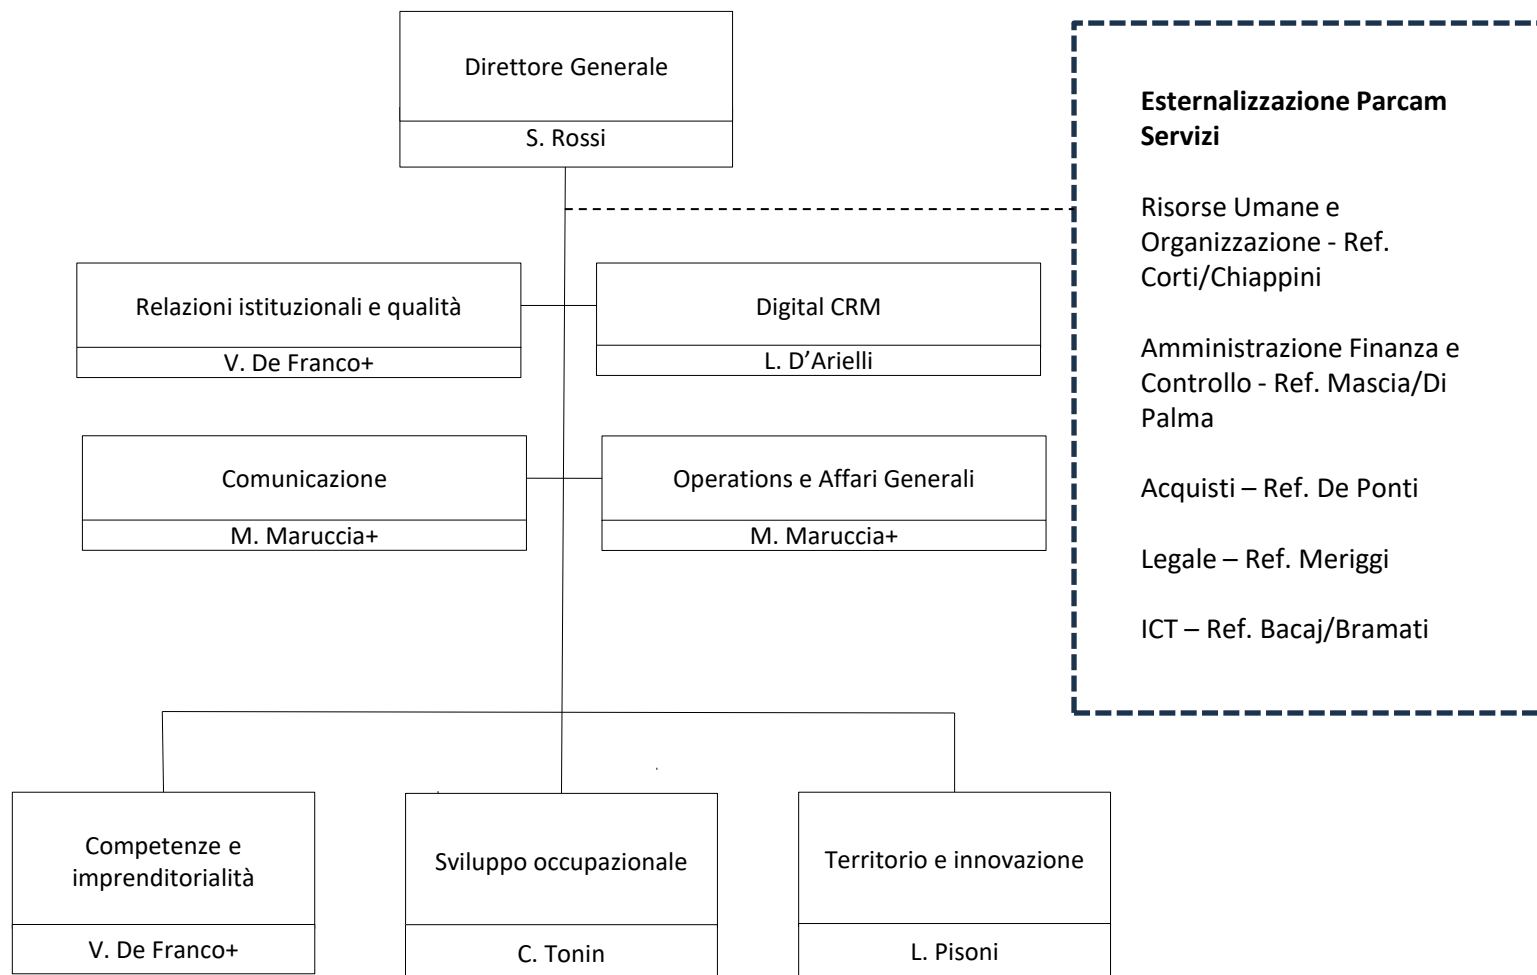 Direttore Generale
S. Rossi
Relazioni istituzionali e qualità
V. De Franco+
Digital CRM
L. D’Arielli
Comunicazione
M. Maruccia+
Operations e Affari Generali
M. Maruccia+
Competenze e
imprenditorialità
V. De Franco+
Sviluppo occupazionale
C. Tonin
Territorio e innovazione
L. Pisoni
Esternalizzazione Parcam
Servizi
Risorse Umane e
Organizzazione - Ref.
Corti/Chiappini
Amministrazione Finanza e
Controllo - Ref. Mascia/Di
Palma
Acquisti – Ref. De Ponti
Legale – Ref. Meriggi
ICT – Ref. Bacaj/Bramati